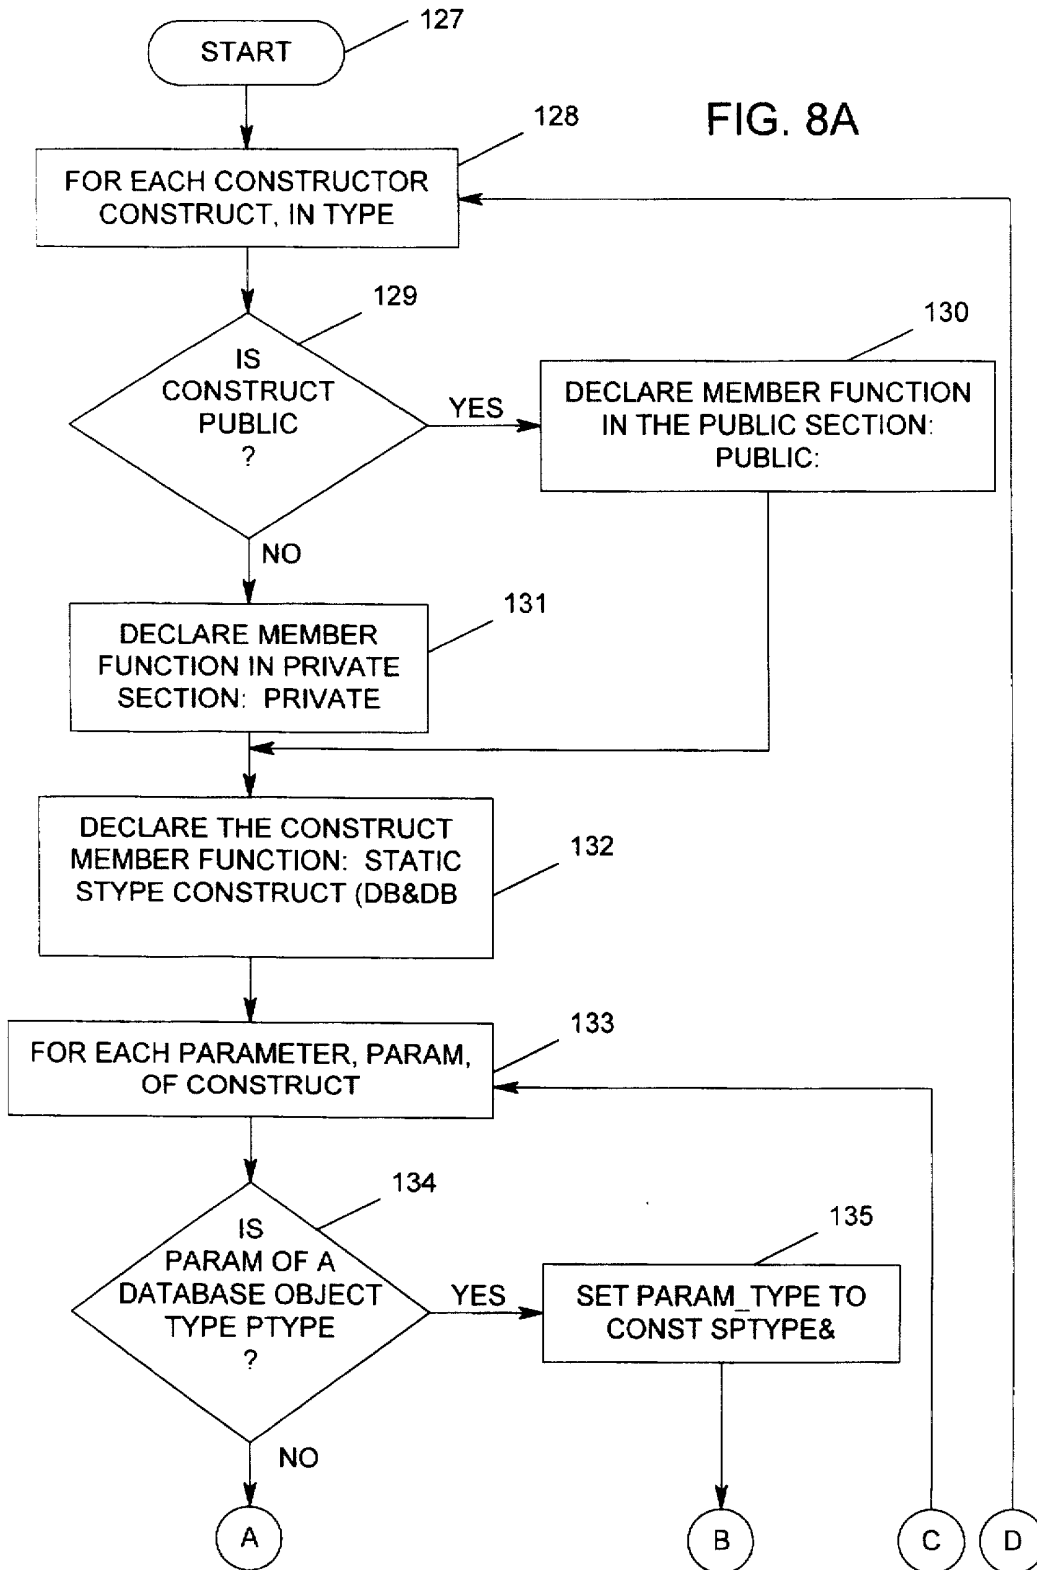 START
127
FIG. 8A
128
FOR EACH CONSTRUCTOR
CONSTRUCT, IN TYPE
129
IS
CONSTRUCT
PUBLIC
?
YES
130
DECLARE MEMBER FUNCTION
IN THE PUBLIC SECTION:
PUBLIC:
NO
131
DECLARE MEMBER
FUNCTION IN PRIVATE
SECTION: PRIVATE
DECLARE THE CONSTRUCT
MEMBER FUNCTION: STATIC
STYPE CONSTRUCT (DB&DB
132
133
FOR EACH PARAMETER, PARAM,
OF CONSTRUCT
134
IS
PARAM OF A
DATABASE OBJECT
TYPE PTYPE
?
YES
135
SET PARAM_TYPE TO
CONST SPTYPE&
NO
A
B
C
D